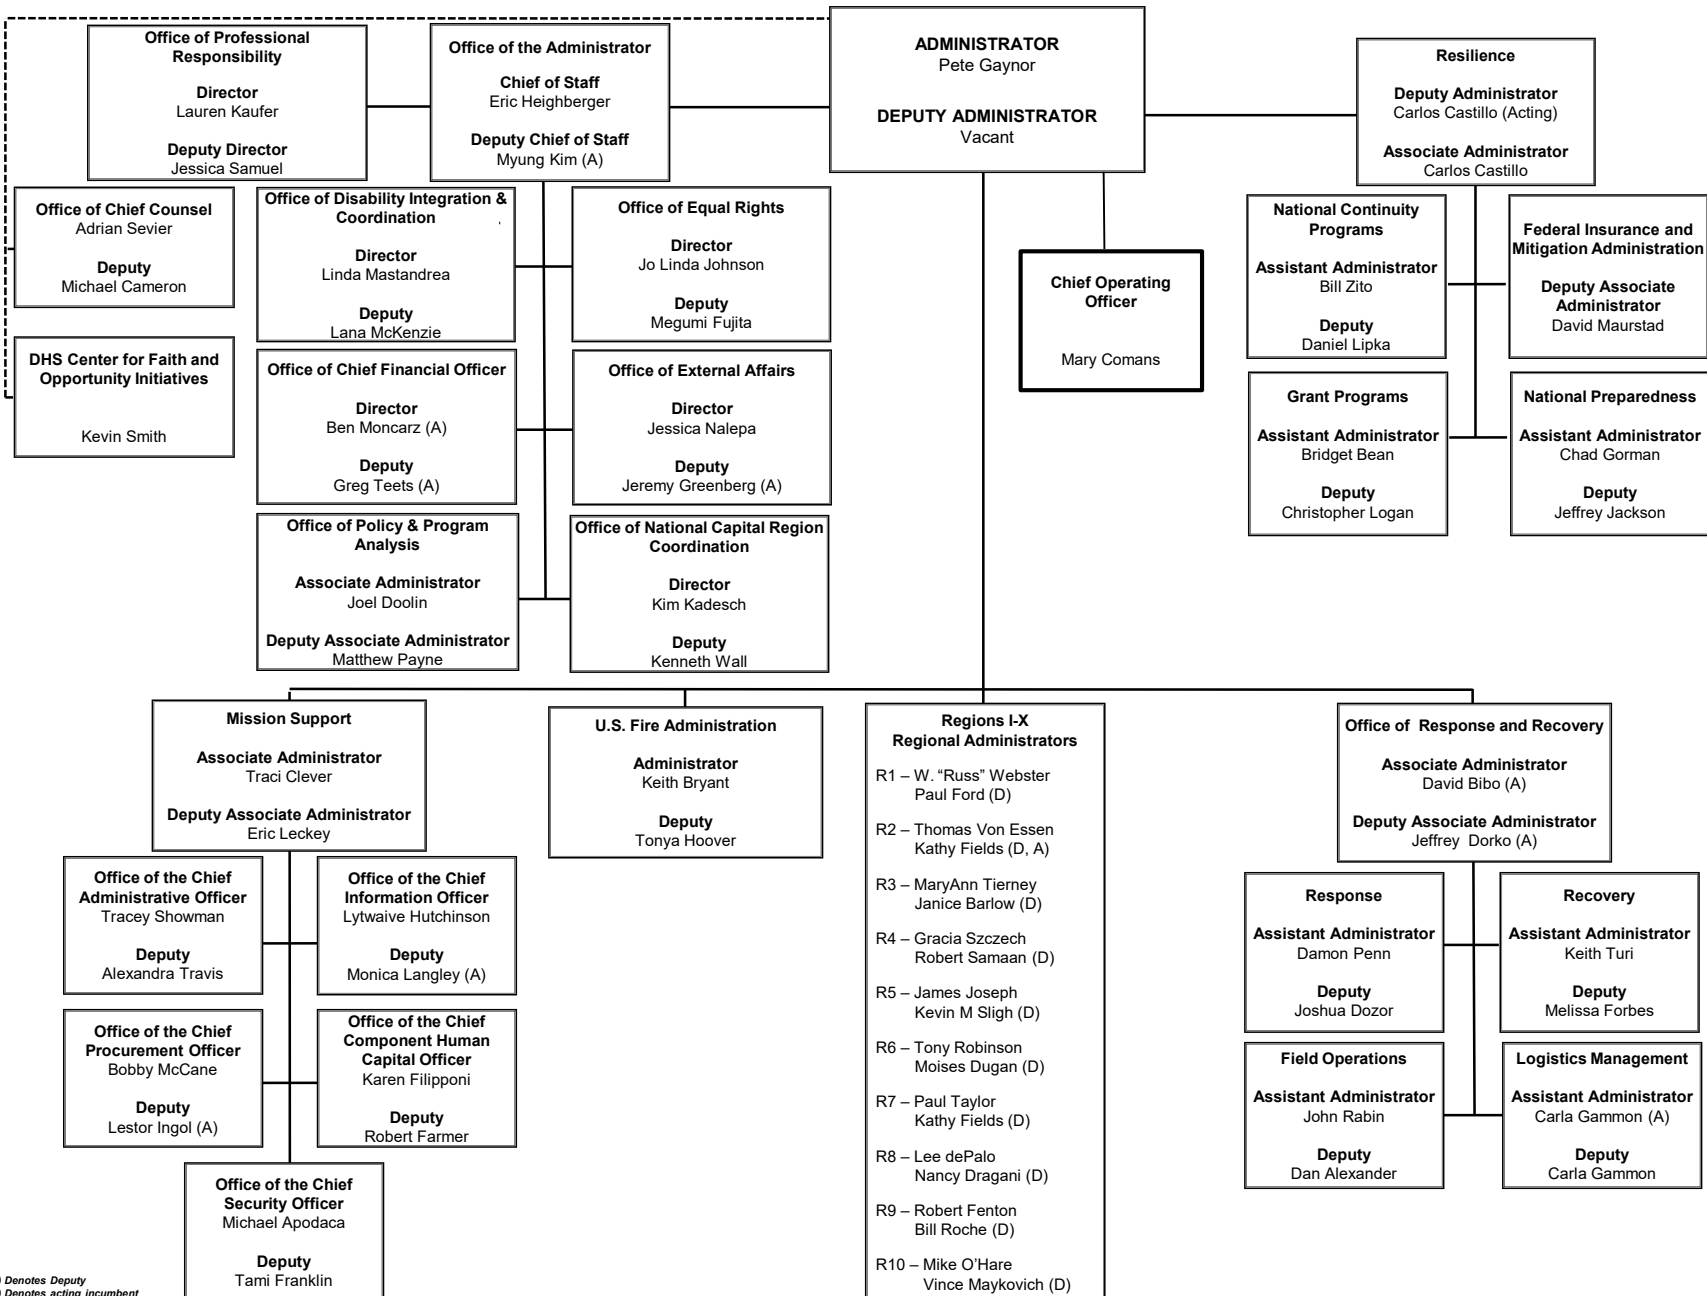 Office of Professional
Responsibility
Director
Lauren Kaufer
Deputy Director
Jessica Samuel
Office of the Administrator
Chief of Staff
Eric Heighberger
Deputy Chief of Staff
Myung Kim (A)
ADMINISTRATOR
Pete Gaynor
DEPUTY ADMINISTRATOR
Vacant
Resilience
Deputy Administrator
Carlos Castillo (Acting)
Associate Administrator
Carlos Castillo
Office of Chief Counsel
Adrian Sevier
Deputy
Michael Cameron
Office of Disability Integration &
Coordination
Director
Linda Mastandrea
Deputy
Lana McKenzie
Office of Equal Rights
Director
Jo Linda Johnson
Deputy
Megumi Fujita
Chief Operating
Officer
Mary Comans
National Continuity
Programs
Assistant Administrator
Bill Zito
Deputy
Daniel Lipka
Federal Insurance and
Mitigation Administration
Deputy Associate
Administrator
David Maurstad
DHS Center for Faith and
Opportunity Initiatives
Kevin Smith
Office of Chief Financial Officer
Director
Ben Moncarz (A)
Deputy
Greg Teets (A)
Office of External Affairs
Director
Jessica Nalepa
Deputy
Jeremy Greenberg (A)
Grant Programs
Assistant Administrator
Bridget Bean
Deputy
Christopher Logan
National Preparedness
Assistant Administrator
Chad Gorman
Deputy
Jeffrey Jackson
Office of Policy & Program
Analysis
Associate Administrator
Joel Doolin
Deputy Associate Administrator
Matthew Payne
Office of National Capital Region
Coordination
Director
Kim Kadesch
Deputy
Kenneth Wall
Mission Support
Associate Administrator
Traci Clever
Deputy Associate Administrator
Eric Leckey
U.S. Fire Administration
Administrator
Keith Bryant
Deputy
Tonya Hoover
Regions I-X
Regional Administrators
R1 – W. “Russ” Webster
Paul Ford (D)
R2 – Thomas Von Essen
Kathy Fields (D, A)
R3 – MaryAnn Tierney
Janice Barlow (D)
R4 – Gracia Szczech
Robert Samaan (D)
R5 – James Joseph
Kevin M Sligh (D)
R6 – Tony Robinson
Moises Dugan (D)
R7 – Paul Taylor
Kathy Fields (D)
R8 – Lee dePalo
Nancy Dragani (D)
R9 – Robert Fenton
Bill Roche (D)
R10 – Mike O’Hare
Vince Maykovich (D)
Office of Response and Recovery
Associate Administrator
David Bibo (A)
Deputy Associate Administrator
Jeffrey Dorko (A)
Office of the Chief
Administrative Officer
Tracey Showman
Deputy
Alexandra Travis
Office of the Chief
Information Officer
Lytwaive Hutchinson
Deputy
Monica Langley (A)
Response
Assistant Administrator
Damon Penn
Deputy
Joshua Dozor
Recovery
Assistant Administrator
Keith Turi
Deputy
Melissa Forbes
Office of the Chief
Procurement Officer
Bobby McCane
Deputy
Lestor Ingol (A)
Office of the Chief
Component Human
Capital Officer
Karen Filipponi
Deputy
Robert Farmer
Field Operations
Assistant Administrator
John Rabin
Deputy
Dan Alexander
Logistics Management
Assistant Administrator
Carla Gammon (A)
Deputy
Carla Gammon
Office of the Chief
Security Officer
Michael Apodaca
Deputy
Tami Franklin
) Denotes Deputy
) Denotes acting incumbent